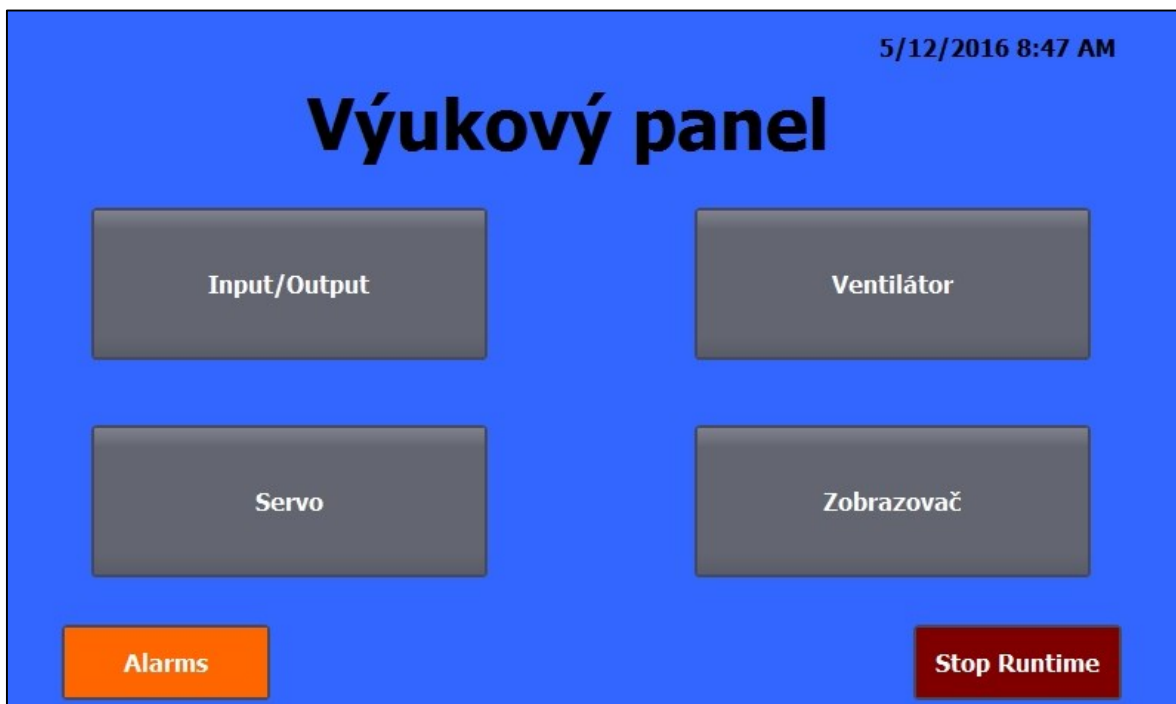 5/12/2016 8:47 AM
Výukový panel
Input/Output
Ventilátor
Servo
Zobrazovač
Alarms
Stop Runtime